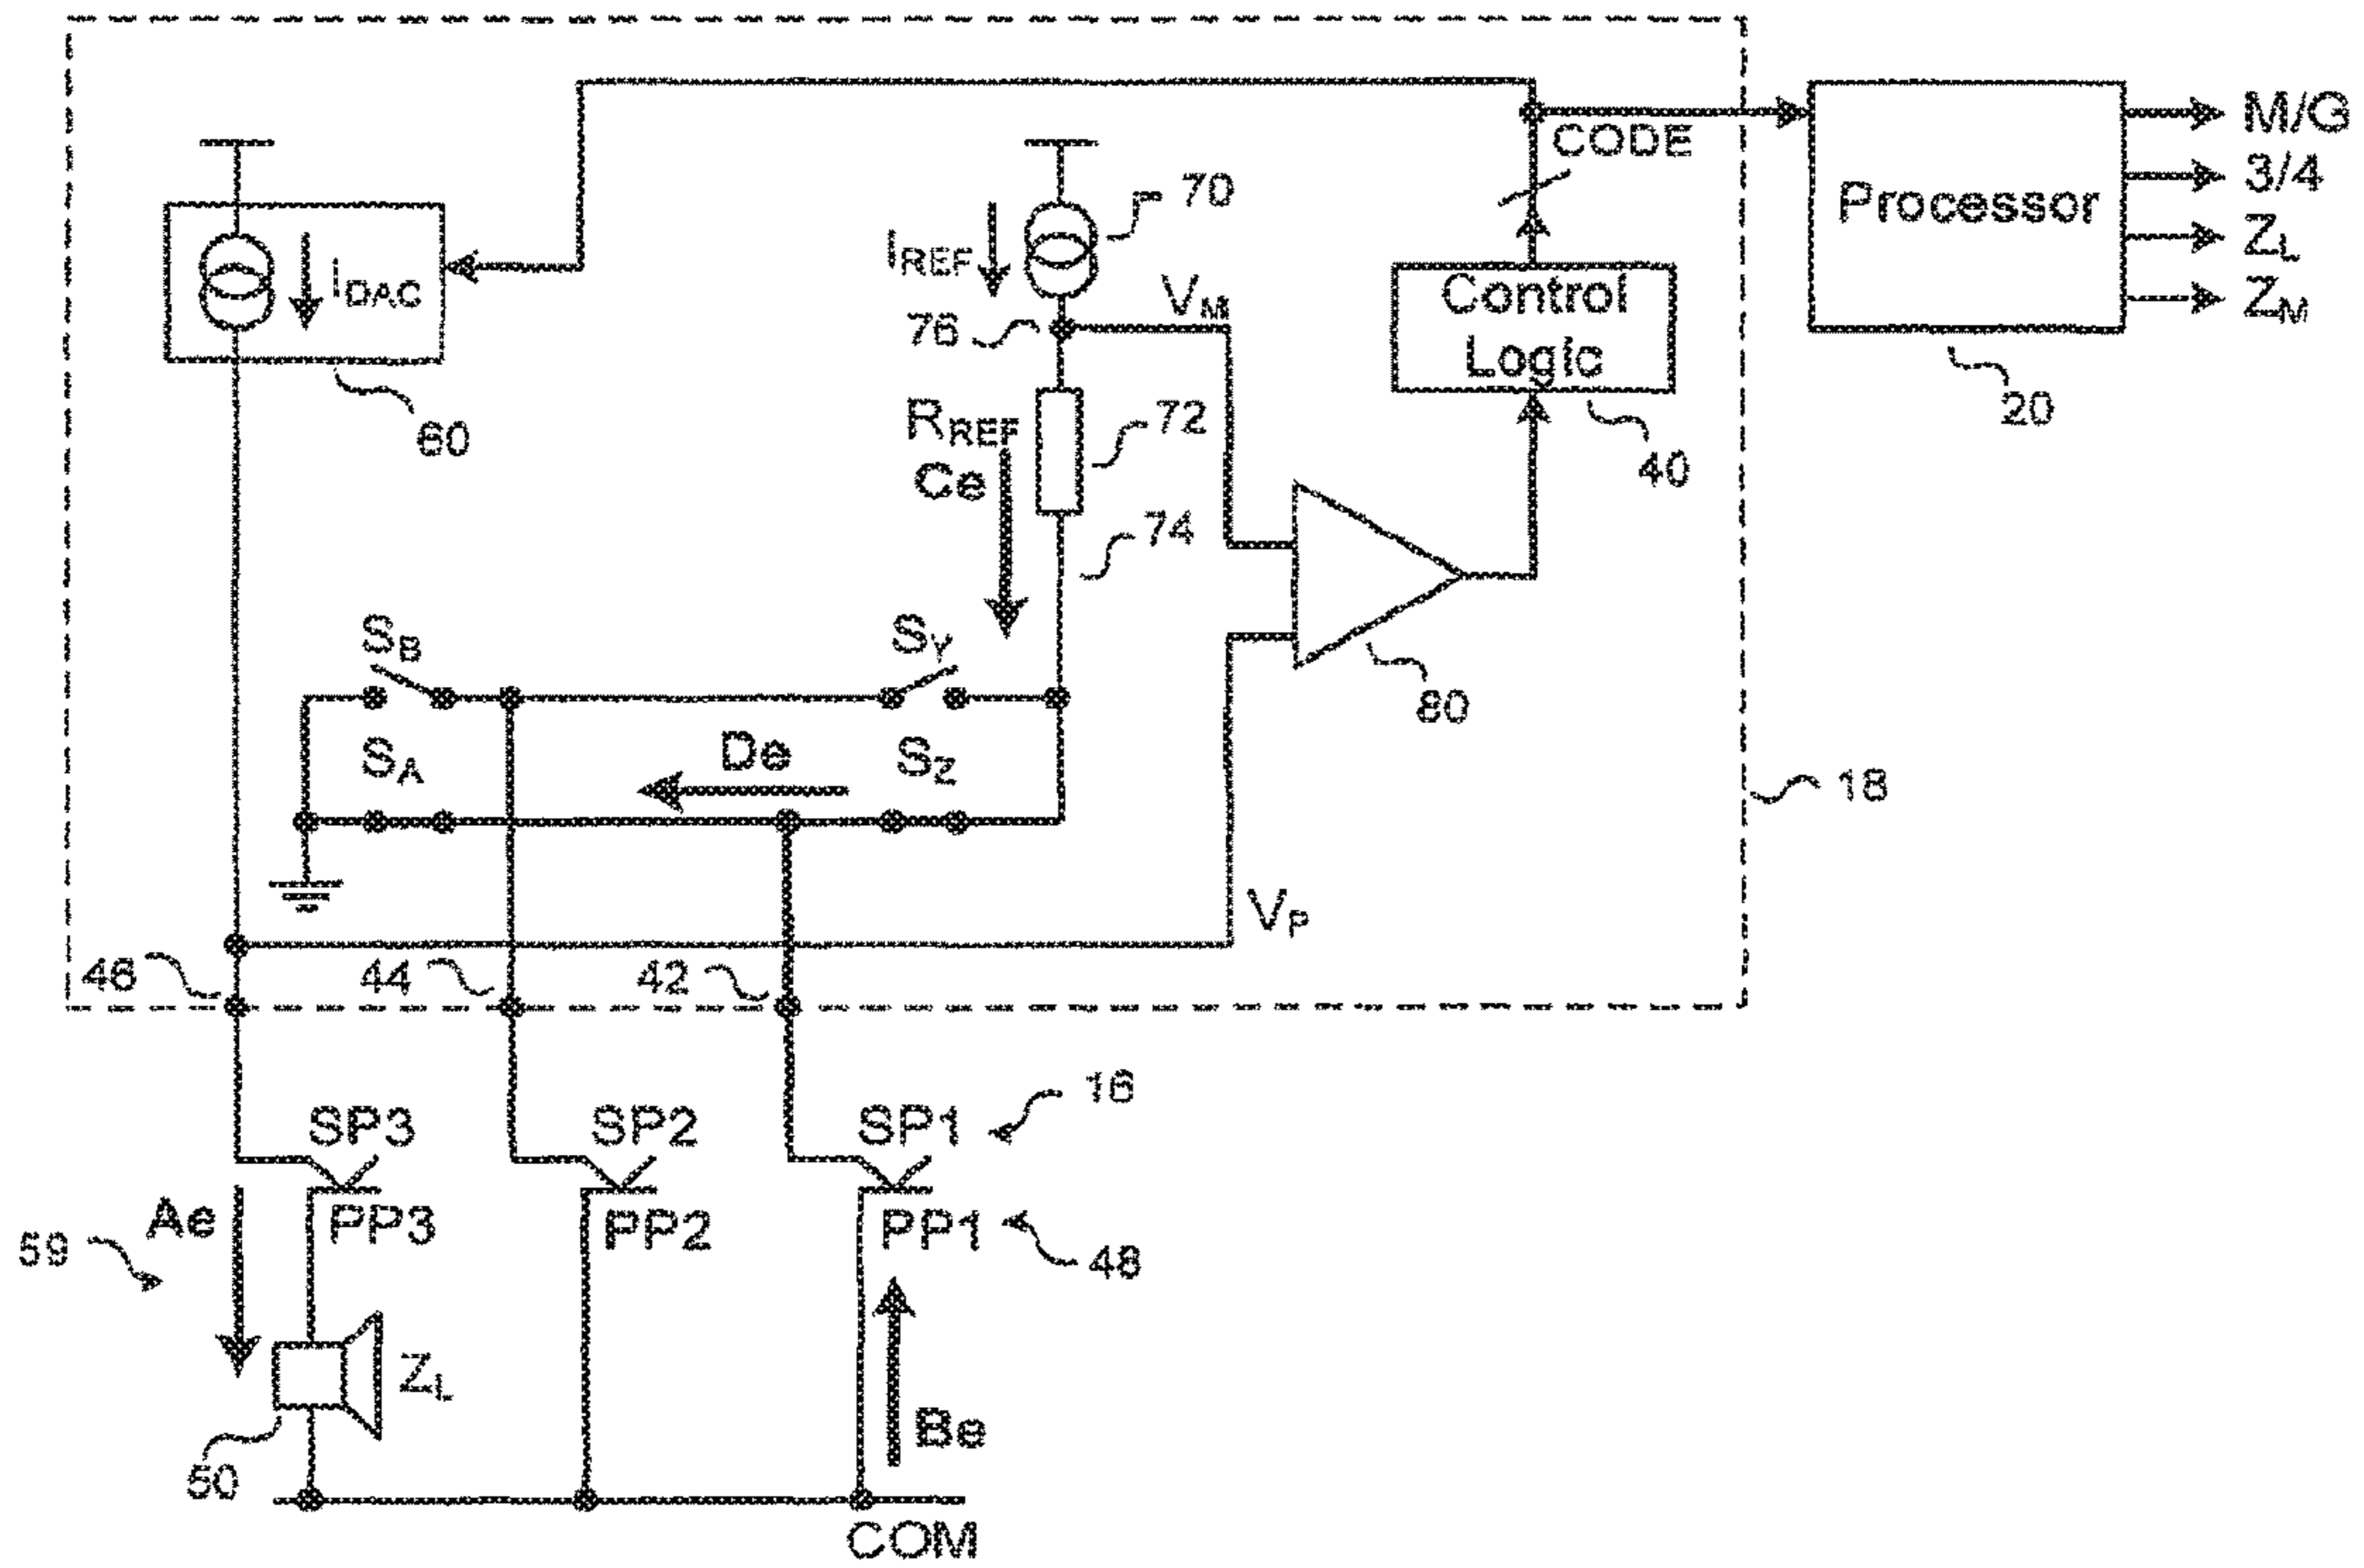 M/G
CODE
70
3/4
Processor
IREF
ZL
IDAC
VM
Control
ZM
76
Logic
RREF
72
20
60
Ce
40
74
SB
SY
80
De
SA
SZ
18
VP
46
44
42
16
SP3
SP2
SP1
Ae
PP3
PP2
PP1
59
48
ZL
Be
50
COM